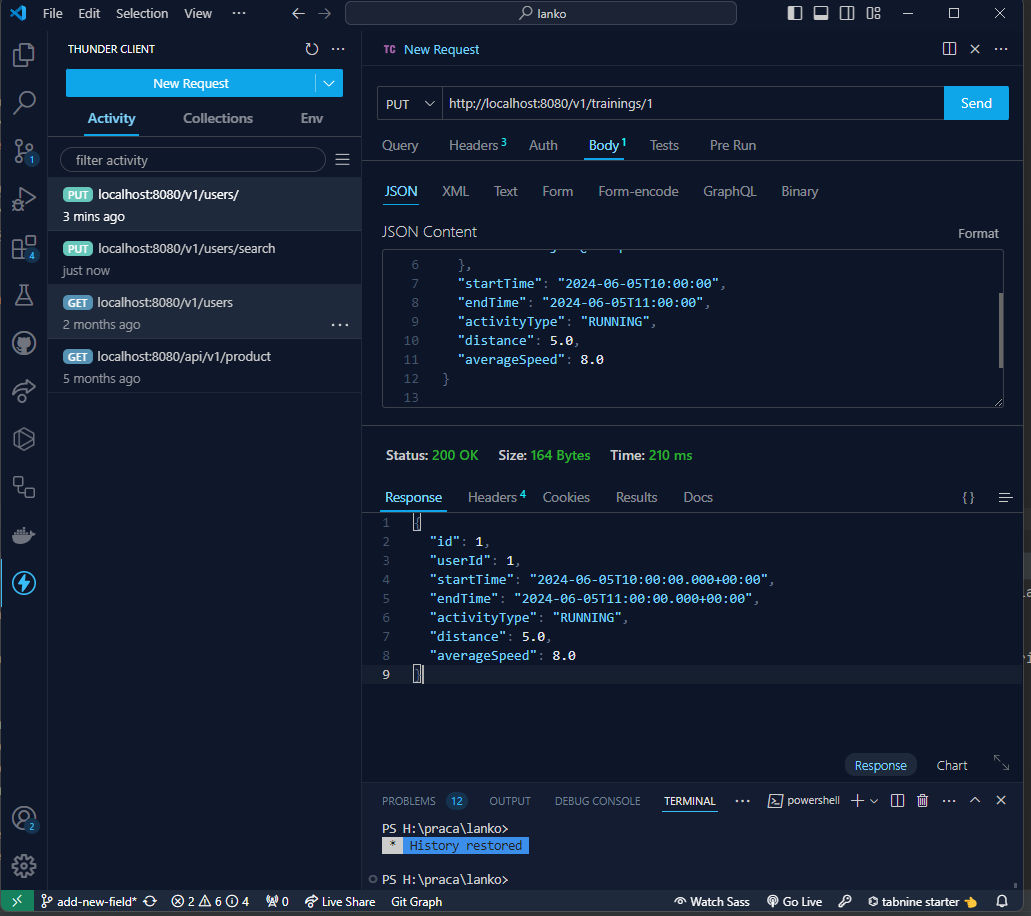 File Edit Selection View ··· lanko
THUNDER CLIENT
New Request
Activity Collections Env
filter activity
PUT localhost:8080/v1/users/
3 mins ago
PUT localhost:8080/v1/users/search
just now
GET localhost:8080/v1/users
2 months ago
GET localhost:8080/api/v1/product
5 months ago
TC New Request
PUT http://localhost:8080/v1/trainings/1 Send
Query Headers 3 Auth Body 1 Tests Pre Run
JSON XML Text Form Form-encode GraphQL Binary
JSON Content Format
6 },
7 "startTime": "2024-06-05T10:00:00",
8 "endTime": "2024-06-05T11:00:00",
9 "activityType": "RUNNING",
10 "distance": 5.0,
11 "averageSpeed": 8.0
12 }
13
Status: 200 OK Size: 164 Bytes Time: 210 ms
Response Headers 4 Cookies Results Docs { }
1 {
2 "id": 1,
3 "userId": 1,
4 "startTime": "2024-06-05T10:00:00.000+00:00",
5 "endTime": "2024-06-05T11:00:00.000+00:00",
6 "activityType": "RUNNING",
7 "distance": 5.0,
8 "averageSpeed": 8.0
9 }
Response Chart
PROBLEMS 12 OUTPUT DEBUG CONSOLE TERMINAL ··· powershell
PS H:\praca\lanko>
* History restored
PS H:\praca\lanko>
1
4
2
add-new-field* 2 6 4 0 Live Share Git Graph Watch Sass Go Live tabnine starter